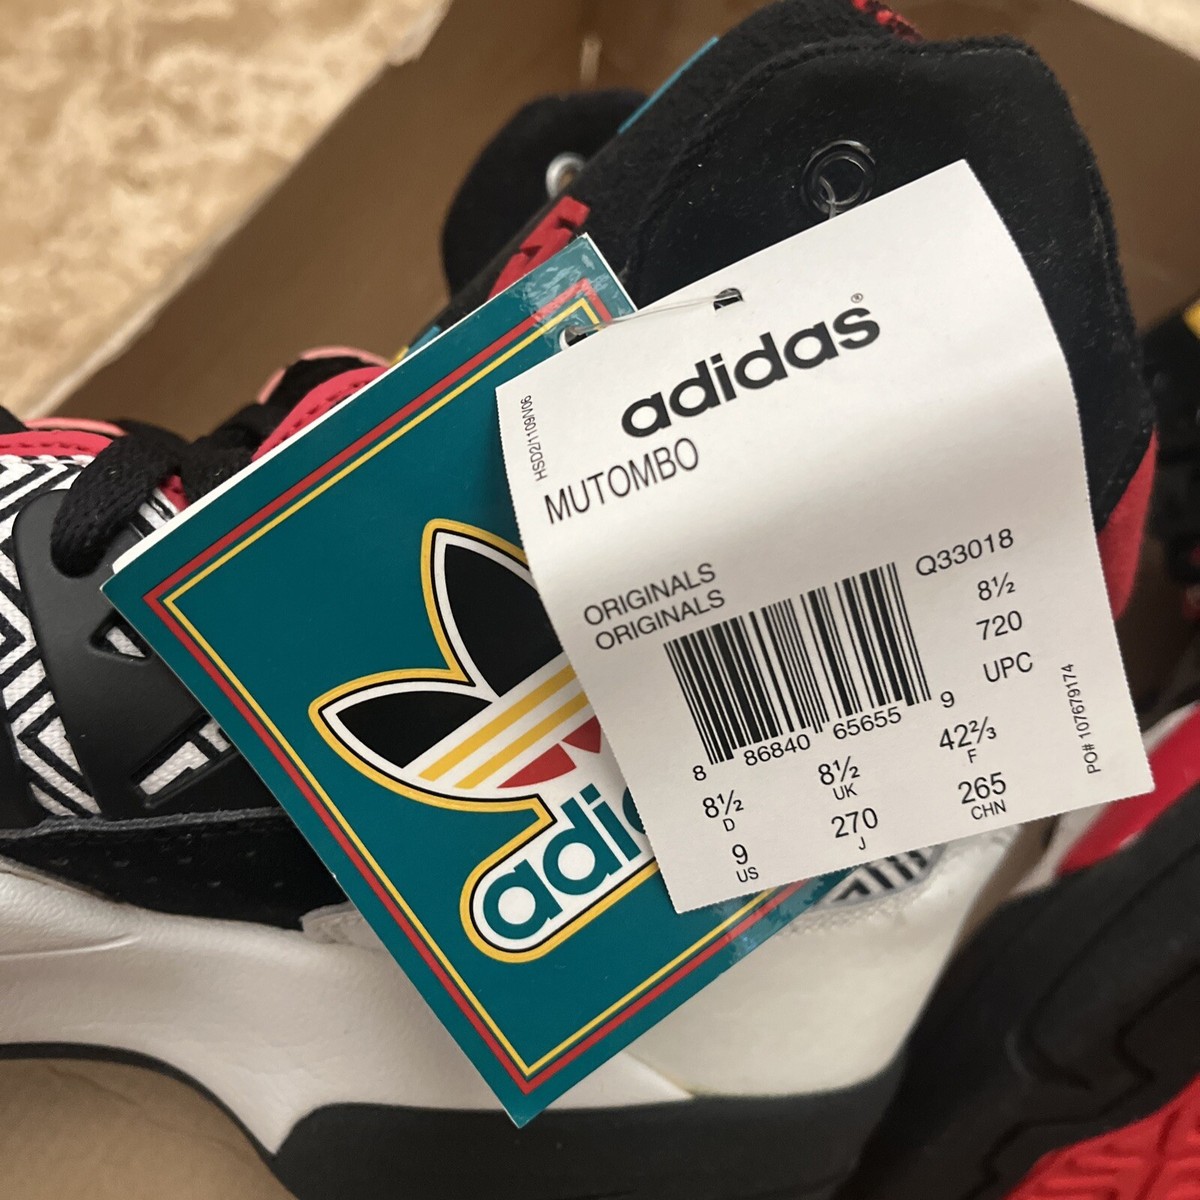 adidas®
HSD2/1109/V06
MUTOMBO
ORIGINALS
ORIGINALS
Q33018
8½
720
UPC
8 86840 65655 9
8½ 8½ 42⅔
D UK F
9 270 265
US J CHN
PO# 107679174
adi